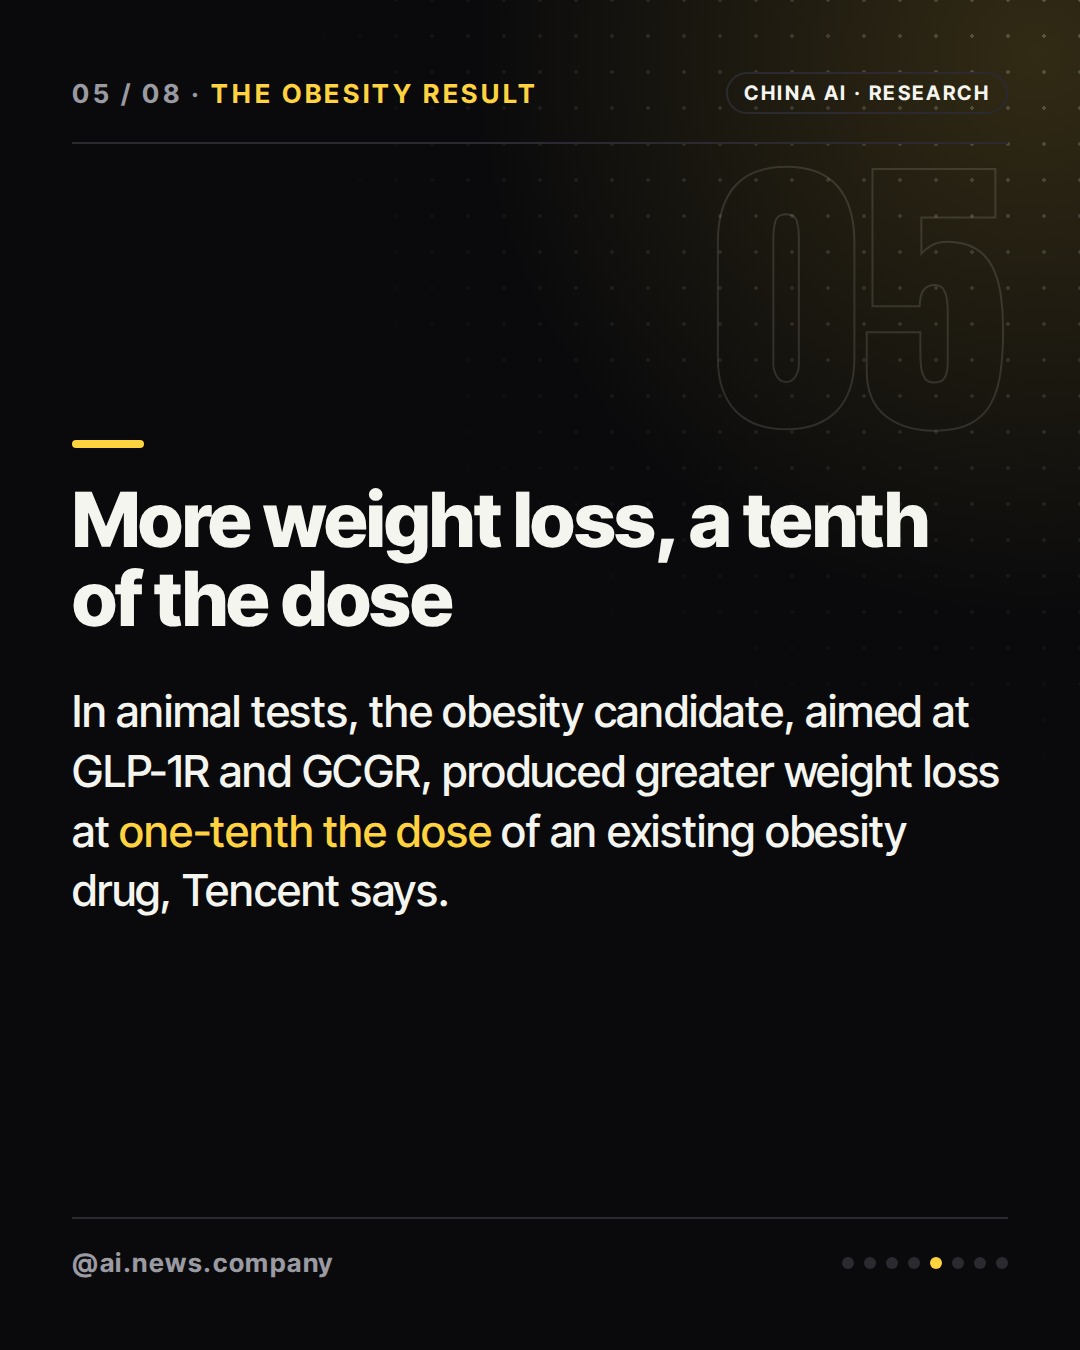 05 / 08 · THE OBESITY RESULT
CHINA AI · RESEARCH
05
More weight loss, a tenth
of the dose
In animal tests, the obesity candidate, aimed at
GLP-1R and GCGR, produced greater weight loss
at one-tenth the dose of an existing obesity
drug, Tencent says.
@ai.news.company